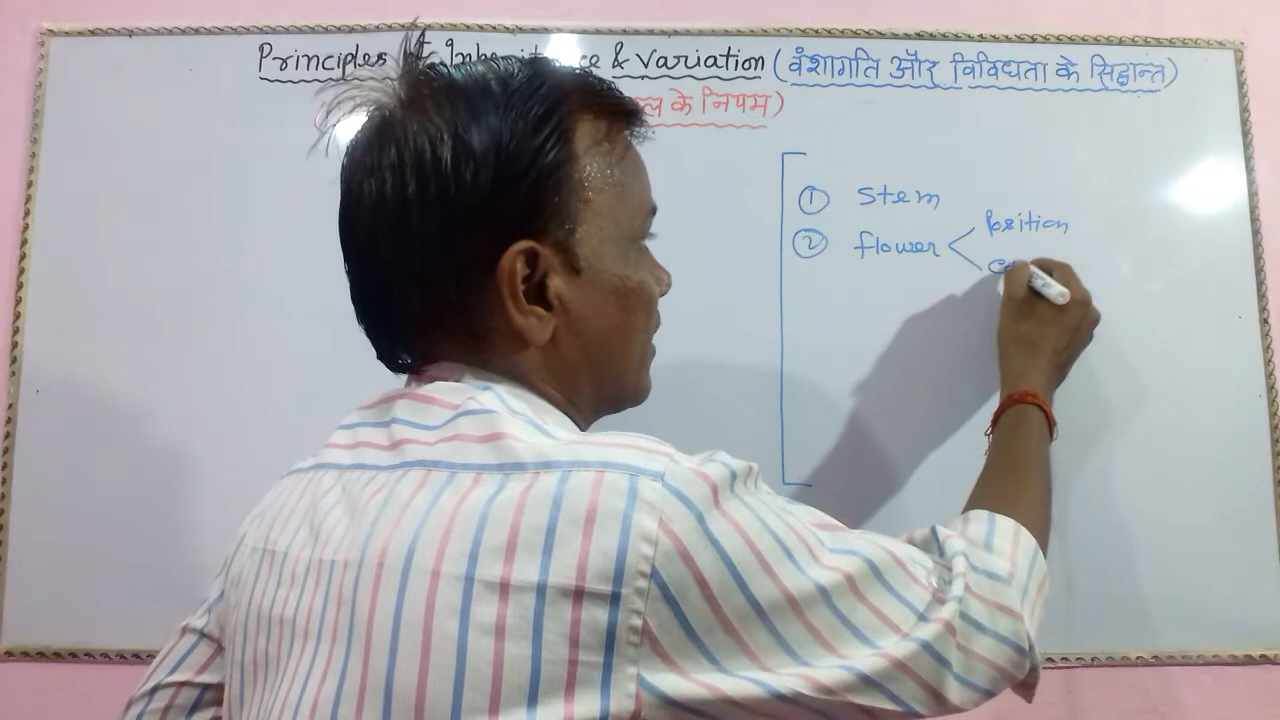 Principles & Variation (वंशागति और विविधता के सिद्धान्त)
के नियम)
① Stem
② flower < Position